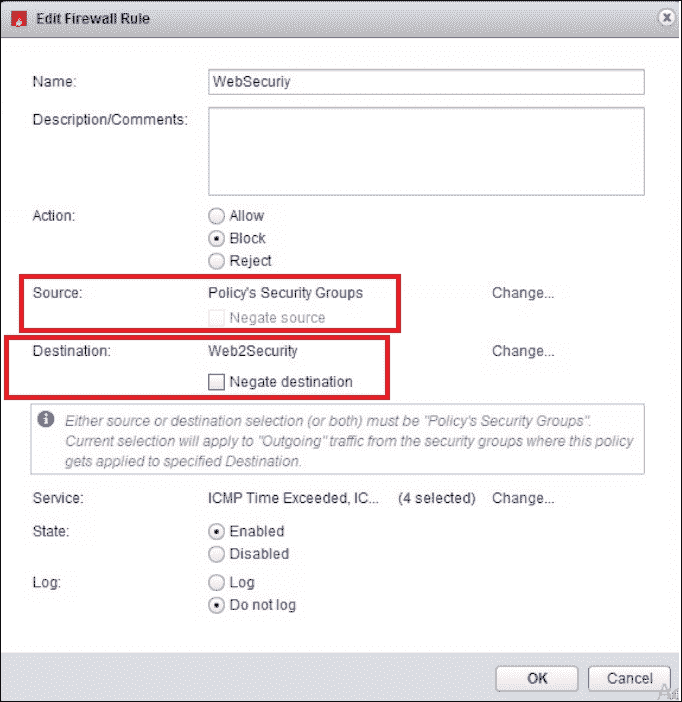 Edit Firewall Rule
Name: WebSecuriy
Description/Comments:
Action: Allow
Block
Reject
Source: Policy's Security Groups Change...
Negate source
Destination: Web2Security Change...
Negate destination
Either source or destination selection (or both) must be "Policy's Security Groups".
Current selection will apply to "Outgoing" traffic from the security groups where this policy
gets applied to specified Destination.
Service: ICMP Time Exceeded, IC... (4 selected) Change...
State: Enabled
Disabled
Log: Log
Do not log
OK Cancel